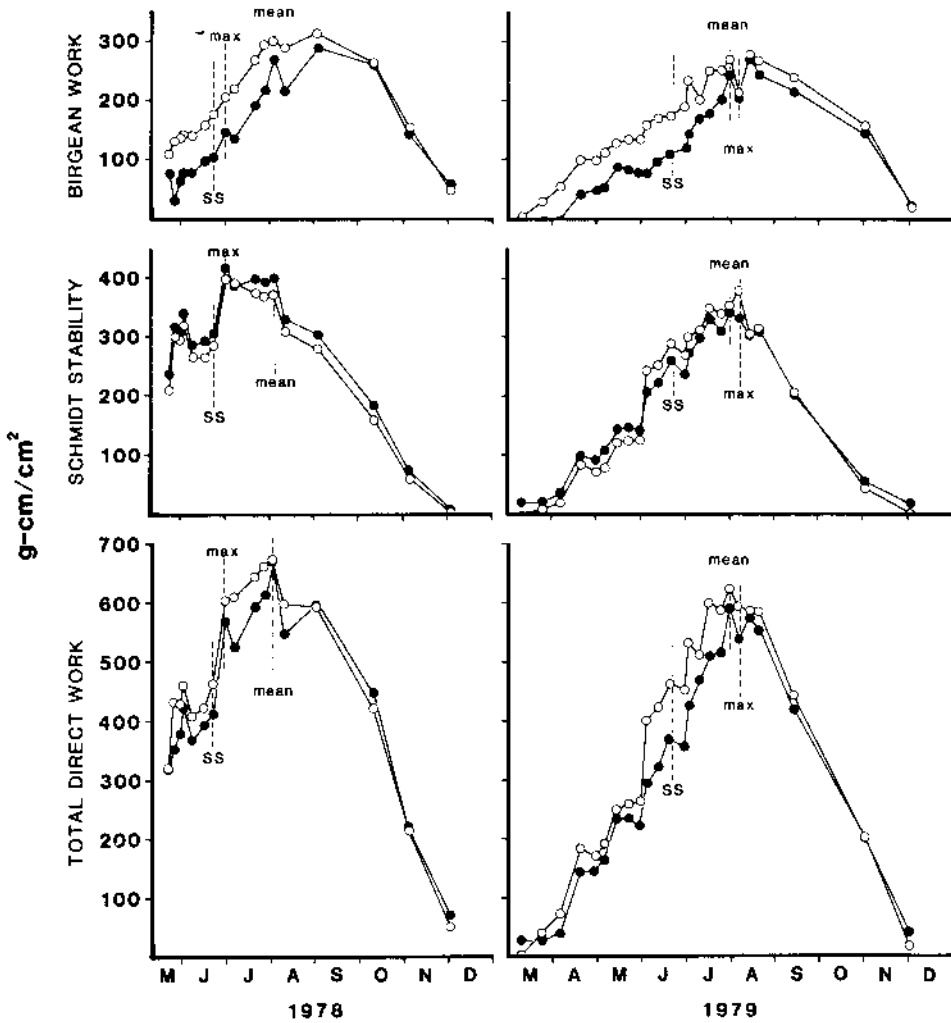 g-cm/cm²
BIRGEAN WORK
300
200
100
mean
max
SS
mean
max
SS
SCHMIDT STABILITY
400
300
200
100
max
SS
mean
mean
SS
max
TOTAL DIRECT WORK
700
600
500
400
300
200
100
max
mean
SS
mean
max
SS
M J J A S O N D
M A M J J A S O N D
1978
1979